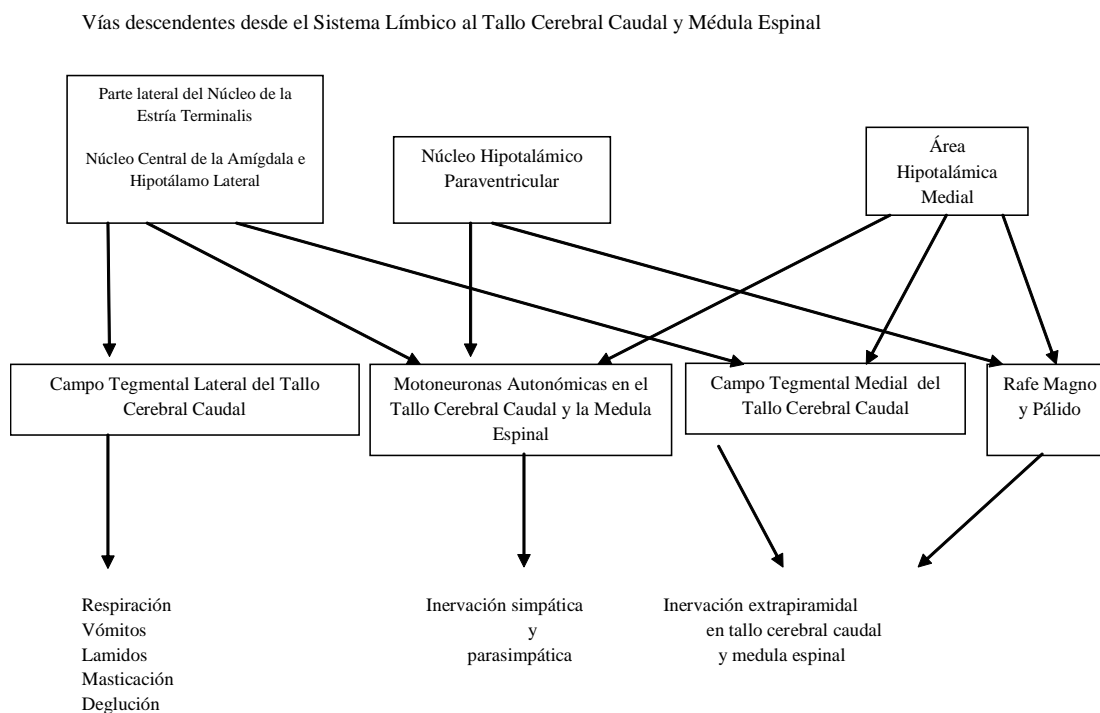 Vías descendentes desde el Sistema Límbico al Tallo Cerebral Caudal y Médula Espinal
Parte lateral del Núcleo de la
Estría Terminalis
Núcleo Central de la Amígdala e
Hipotálamo Lateral
Núcleo Hipotalámico
Paraventricular
Área
Hipotalámica
Medial
Campo Tegmental Lateral del Tallo
Cerebral Caudal
Motoneuronas Autonómicas en el
Tallo Cerebral Caudal y la Medula
Espinal
Campo Tegmental Medial del
Tallo Cerebral Caudal
Rafe Magno
y Pálido
Respiración
Vómitos
Lamidos
Masticación
Deglución
Inervación simpática
y
parasimpática
Inervación extrapiramidal
en tallo cerebral caudal
y medula espinal